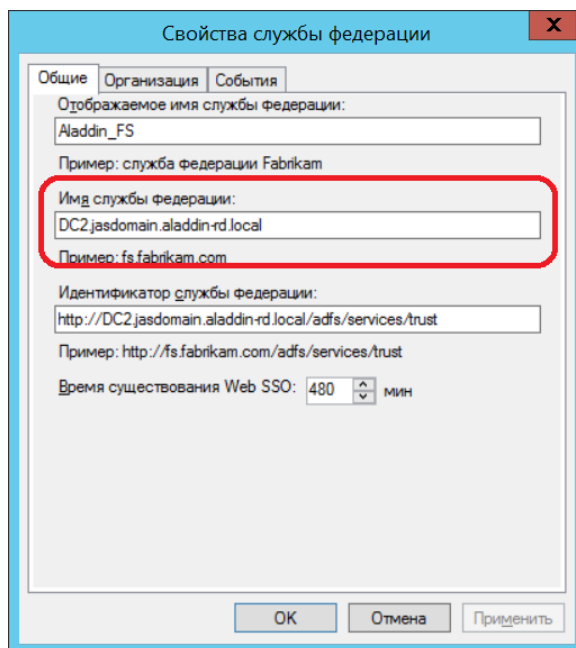 Свойства службы федерации
x
Общие Организация События
Отображаемое имя службы федерации:
Aladdin_FS
Пример: служба федерации Fabrikam
Имя службы федерации:
DC2.jasdomain.aladdin-rd.local
Пример: fs.fabrikam.com
Идентификатор службы федерации:
http://DC2.jasdomain.aladdin-rd.local/adfs/services/trust
Пример: http://fs.fabrikam.com/adfs/services/trust
Время существования Web SSO: 480 мин
OK Отмена Применить